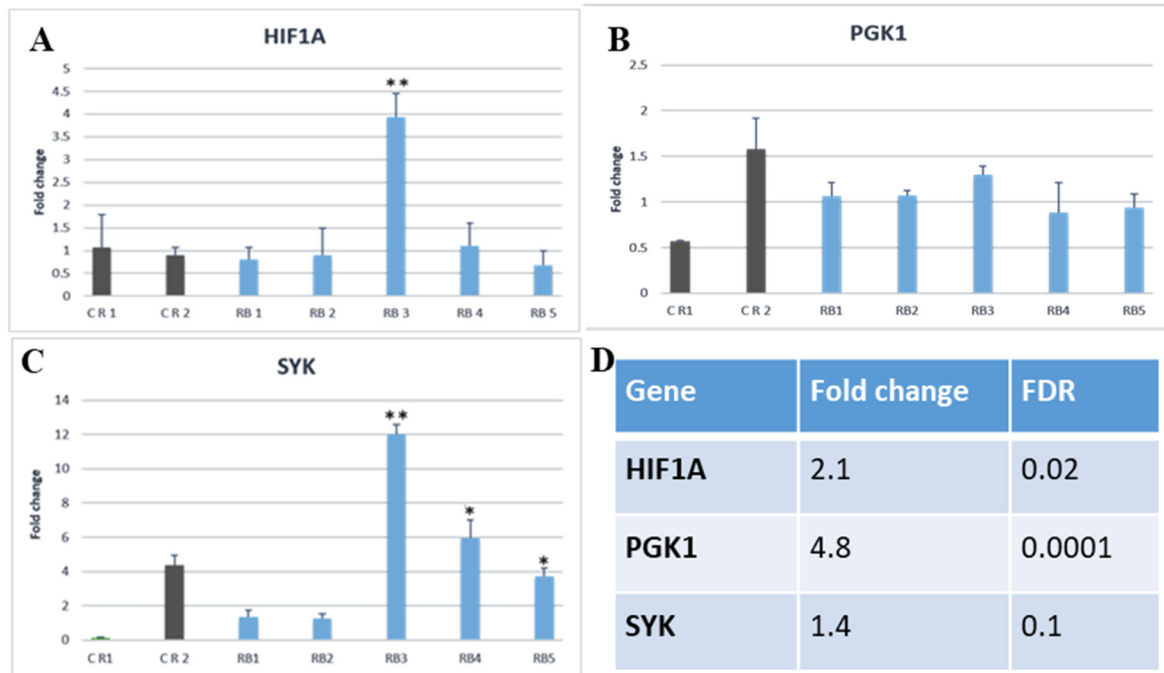 A
HIF1A
Fold change
5
4.5
4
3.5
3
2.5
2
1.5
1
0.5
0
**
C R 1
C R 2
RB 1
RB 2
RB 3
RB 4
RB 5
B
PGK1
Fold change
2.5
2
1.5
1
0.5
0
C R1
C R 2
RB1
RB2
RB3
RB4
RB5
C
SYK
Fold change
14
12
10
8
6
4
2
0
**
*
*
C R1
C R 2
RB1
RB2
RB3
RB4
RB5
D
Gene Fold change FDR
HIF1A 2.1 0.02
PGK1 4.8 0.0001
SYK 1.4 0.1